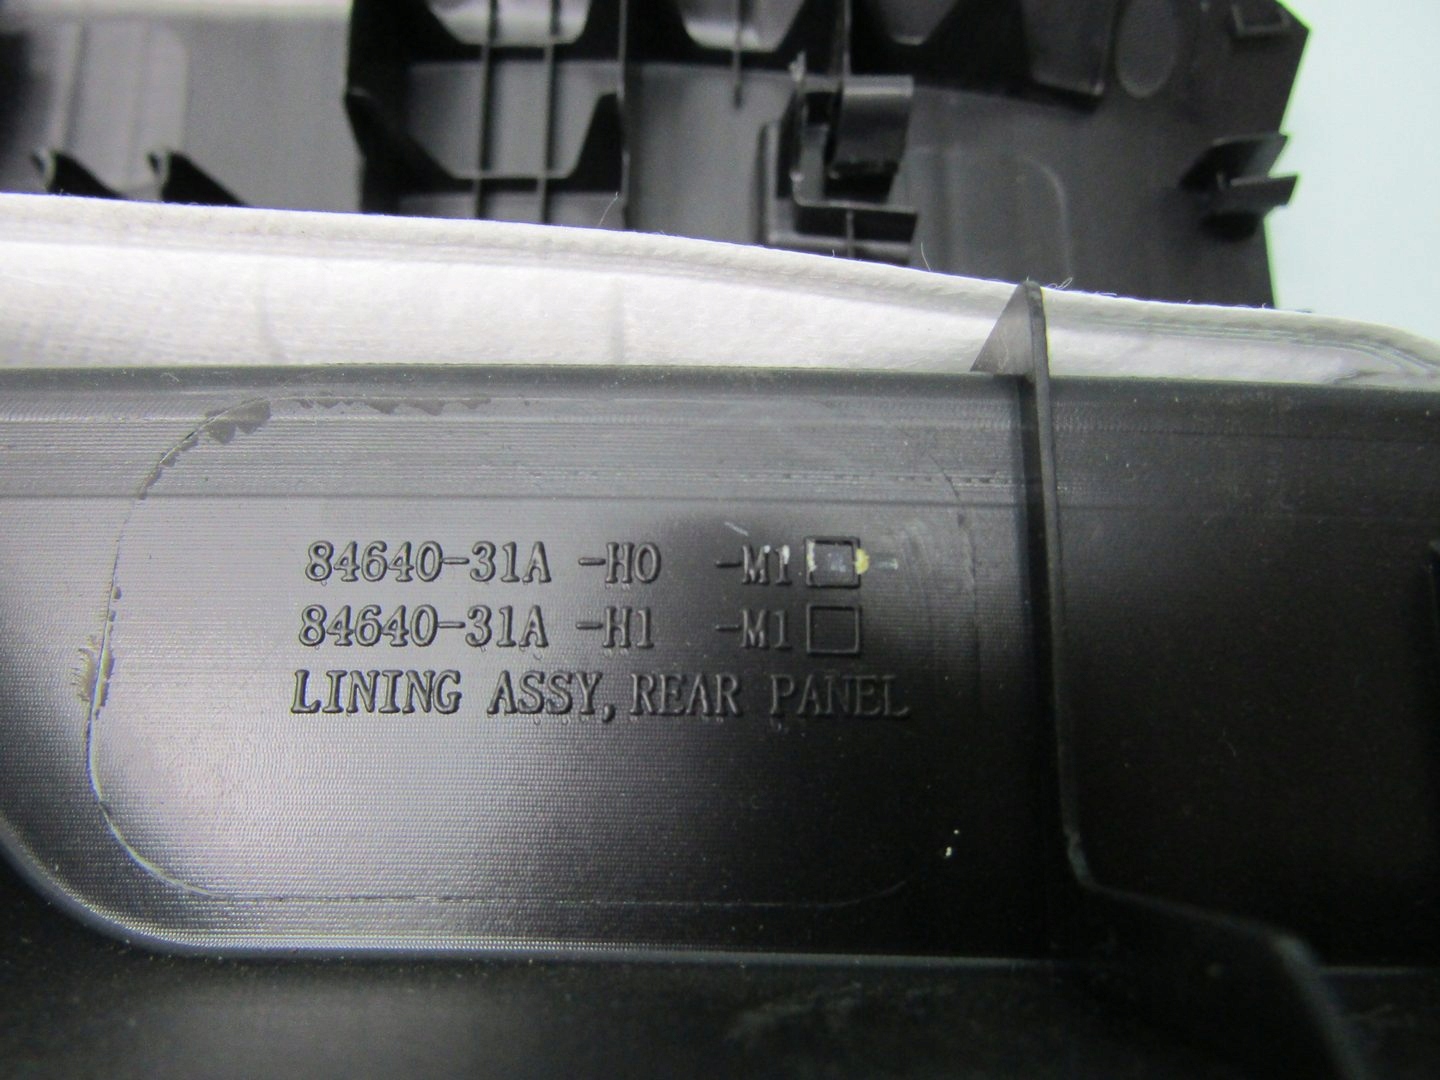 84640-31A -H0 -M1□
84640-31A -H1 -M1□
LINING ASSY, REAR PANEL